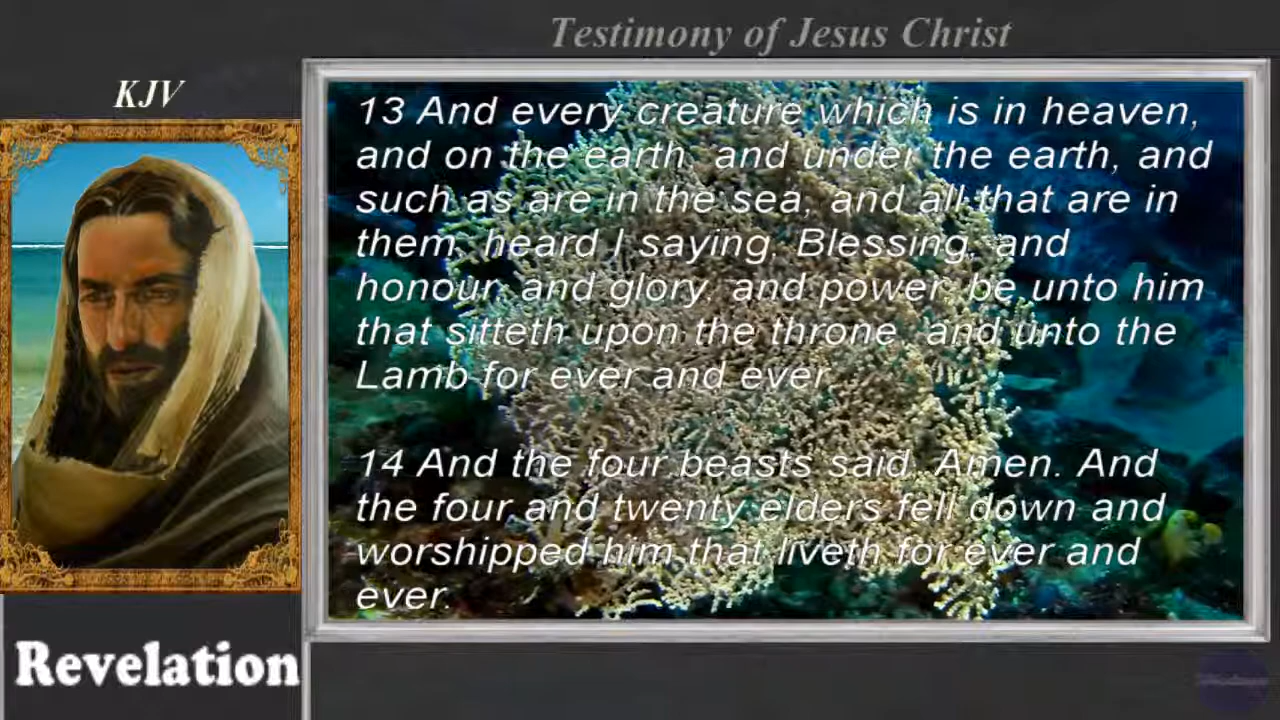 Testimony of Jesus Christ
KJV
13 And every creature which is in heaven,
and on the earth, and under the earth, and
such as are in the sea, and all that are in
them, heard I saying, Blessing, and
honour, and glory, and power, be unto him
that sitteth upon the throne, and unto the
Lamb for ever and ever.
14 And the four beasts said, Amen. And
the four and twenty elders fell down and
worshipped him that liveth for ever and
ever.
Revelation